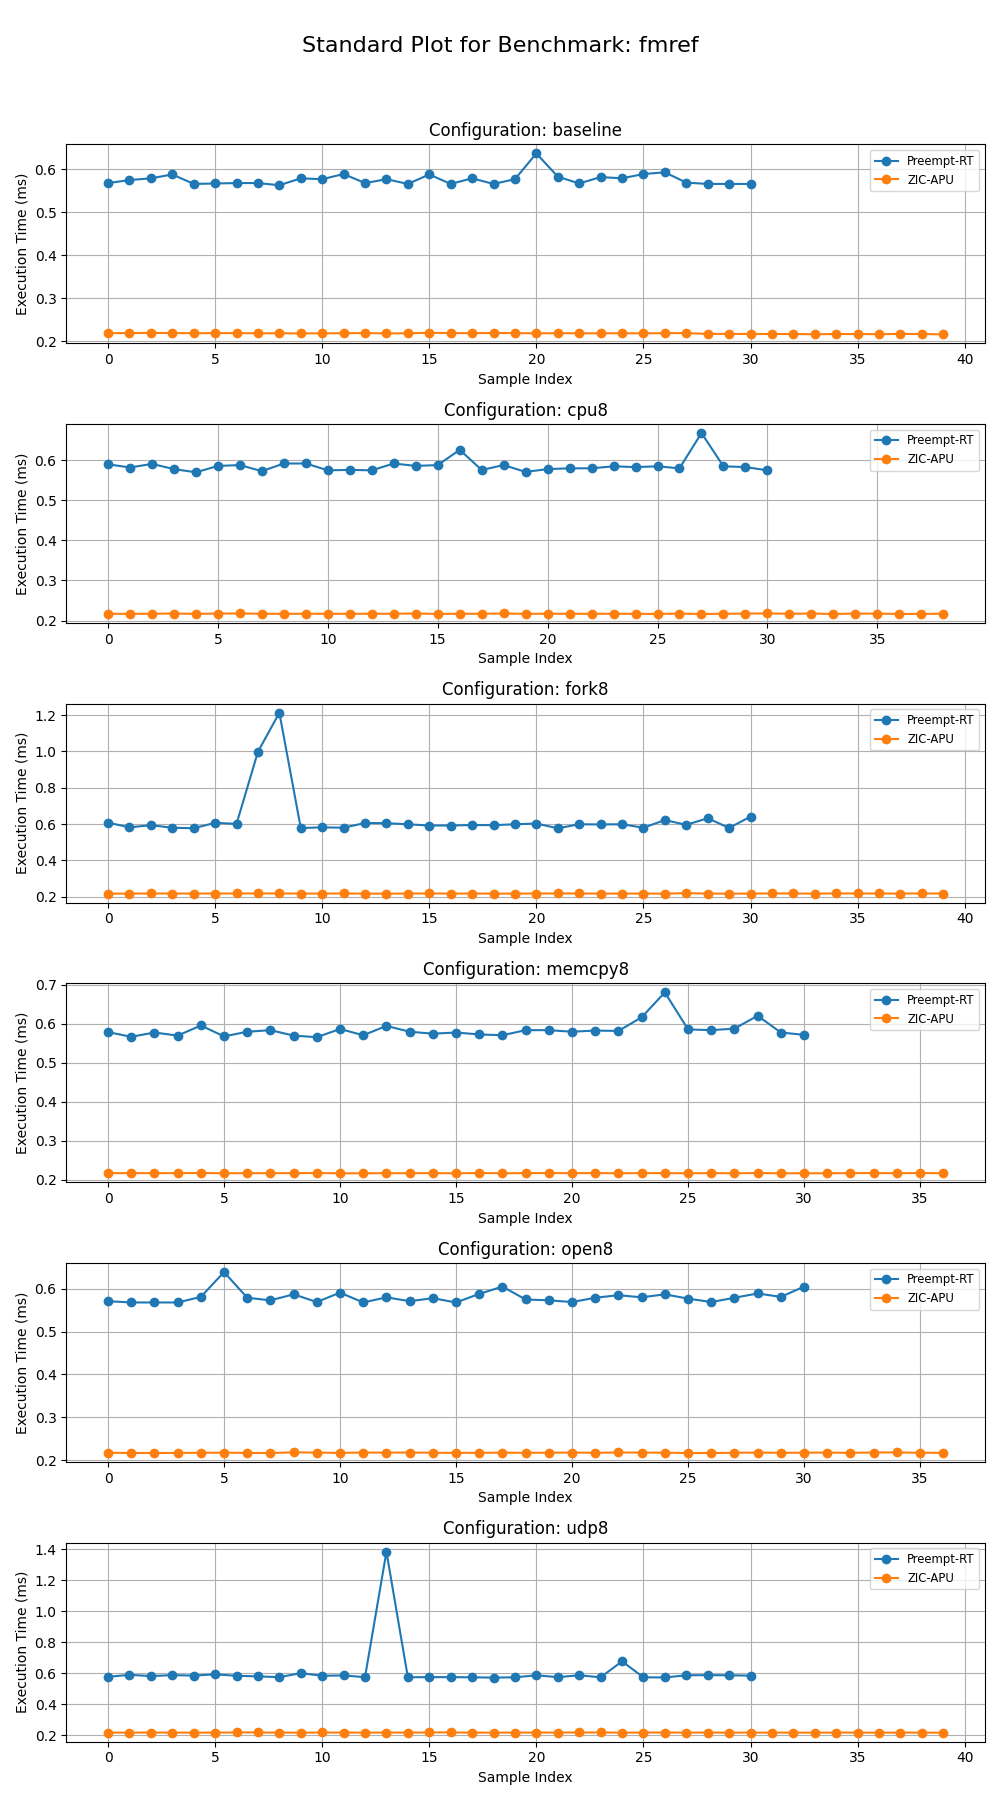 Standard Plot for Benchmark: fmref
Configuration: baseline
Execution Time (ms)
0.6
0.5
0.4
0.3
0.2
Preempt-RT
ZIC-APU
0 5 10 15 20 25 30 35 40
Sample Index
Configuration: cpu8
Execution Time (ms)
0.6
0.5
0.4
0.3
0.2
Preempt-RT
ZIC-APU
0 5 10 15 20 25 30 35
Sample Index
Configuration: fork8
Execution Time (ms)
1.2
1.0
0.8
0.6
0.4
0.2
Preempt-RT
ZIC-APU
0 5 10 15 20 25 30 35 40
Sample Index
Configuration: memcpy8
Execution Time (ms)
0.7
0.6
0.5
0.4
0.3
0.2
Preempt-RT
ZIC-APU
0 5 10 15 20 25 30 35
Sample Index
Configuration: open8
Execution Time (ms)
0.6
0.5
0.4
0.3
0.2
Preempt-RT
ZIC-APU
0 5 10 15 20 25 30 35
Sample Index
Configuration: udp8
Execution Time (ms)
1.4
1.2
1.0
0.8
0.6
0.4
0.2
Preempt-RT
ZIC-APU
0 5 10 15 20 25 30 35 40
Sample Index